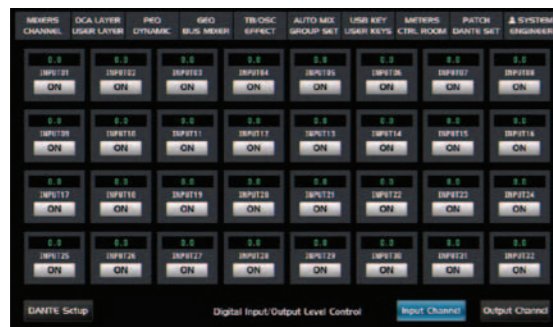 MIXERS DCA LAYER PEQ GEQ TB/OSC AUTO MIX USB KEY METERS PATCH SYSTEM
CHANNEL USER LAYER DYNAMIC BUS MIXER EFFECT GROUP SET USER KEYS CTRL ROOM DANTE SET ENGINEER
0.0 0.0 0.0 0.0 0.0 0.0 0.0 0.0
INPUT01 INPUT02 INPUT03 INPUT04 INPUT05 INPUT06 INPUT07 INPUT08
ON ON ON ON ON ON ON ON
0.0 0.0 0.0 0.0 0.0 0.0 0.0 0.0
INPUT09 INPUT10 INPUT11 INPUT12 INPUT13 INPUT14 INPUT15 INPUT16
ON ON ON ON ON ON ON ON
0.0 0.0 0.0 0.0 0.0 0.0 0.0 0.0
INPUT17 INPUT18 INPUT19 INPUT20 INPUT21 INPUT22 INPUT23 INPUT24
ON ON ON ON ON ON ON ON
0.0 0.0 0.0 0.0 0.0 0.0 0.0 0.0
INPUT25 INPUT26 INPUT27 INPUT28 INPUT29 INPUT30 INPUT31 INPUT32
ON ON ON ON ON ON ON ON
DANTE Setup Digital Input/Output Level Control Input Channel Output Channel